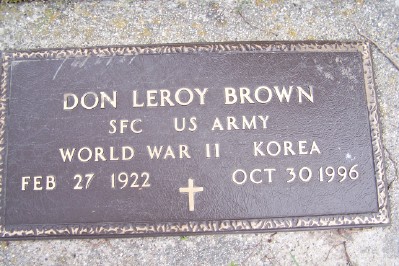 DON LEROY BROWN
SFC US ARMY
WORLD WAR II KOREA
FEB 27 1922 OCT 30 1996